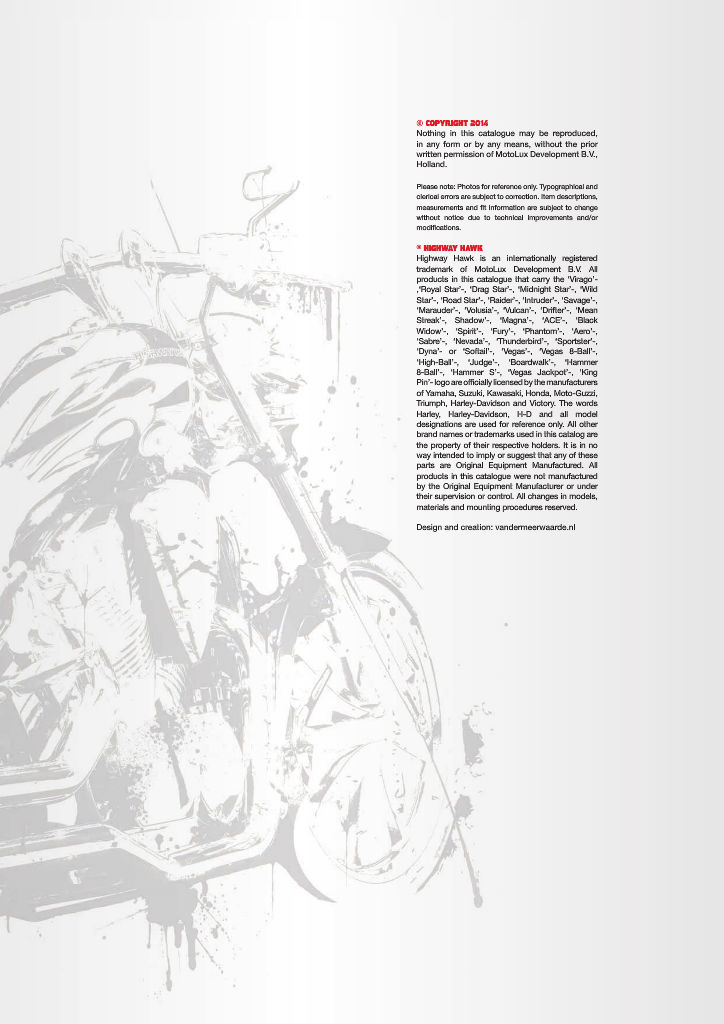 © COPYRIGHT 2014
Nothing in this catalogue may be reproduced,
in any form or by any means, without the prior
written permission of MotoLux Development B.V.,
Holland.
Please note: Photos for reference only. Typographical and
clerical errors are subject to correction. Item descriptions,
measurements and fit information are subject to change
without notice due to technical improvements and/or
modifications.
® HIGHWAY HAWK
Highway Hawk is an internationally registered
trademark of MotoLux Development B.V. All
products in this catalogue that carry the ‘Virago’-
,‘Royal Star’-, ‘Drag Star’-, ‘Midnight Star’-, ‘Wild
Star’-, ‘Road Star’-, ‘Raider’-, ‘Intruder’-, ‘Savage’-,
‘Marauder’-, ‘Volusia’-, ‘Vulcan’-, ‘Drifter’-, ‘Mean
Streak’-, Shadow’-, ‘Magna’-, ‘ACE’-, ‘Black
Widow’-, ‘Spirit’-, ‘Fury’-, ‘Phantom’-, ‘Aero’-,
‘Sabre’-, ‘Nevada’-, ‘Thunderbird’-, ‘Sportster’-,
‘Dyna’- or ‘Softail’-, ‘Vegas’-, ‘Vegas 8-Ball’-,
‘High-Ball’-, ‘Judge’-, ‘Boardwalk’-, ‘Hammer
8-Ball’-, ‘Hammer S’-, ‘Vegas Jackpot’-, ‘King
Pin’- logo are officially licensed by the manufacturers
of Yamaha, Suzuki, Kawasaki, Honda, Moto-Guzzi,
Triumph, Harley-Davidson and Victory. The words
Harley, Harley-Davidson, H-D and all model
designations are used for reference only. All other
brand names or trademarks used in this catalog are
the property of their respective holders. It is in no
way intended to imply or suggest that any of these
parts are Original Equipment Manufactured. All
products in this catalogue were not manufactured
by the Original Equipment Manufacturer or under
their supervision or control. All changes in models,
materials and mounting procedures reserved.
Design and creation: vandermeerwaarde.nl